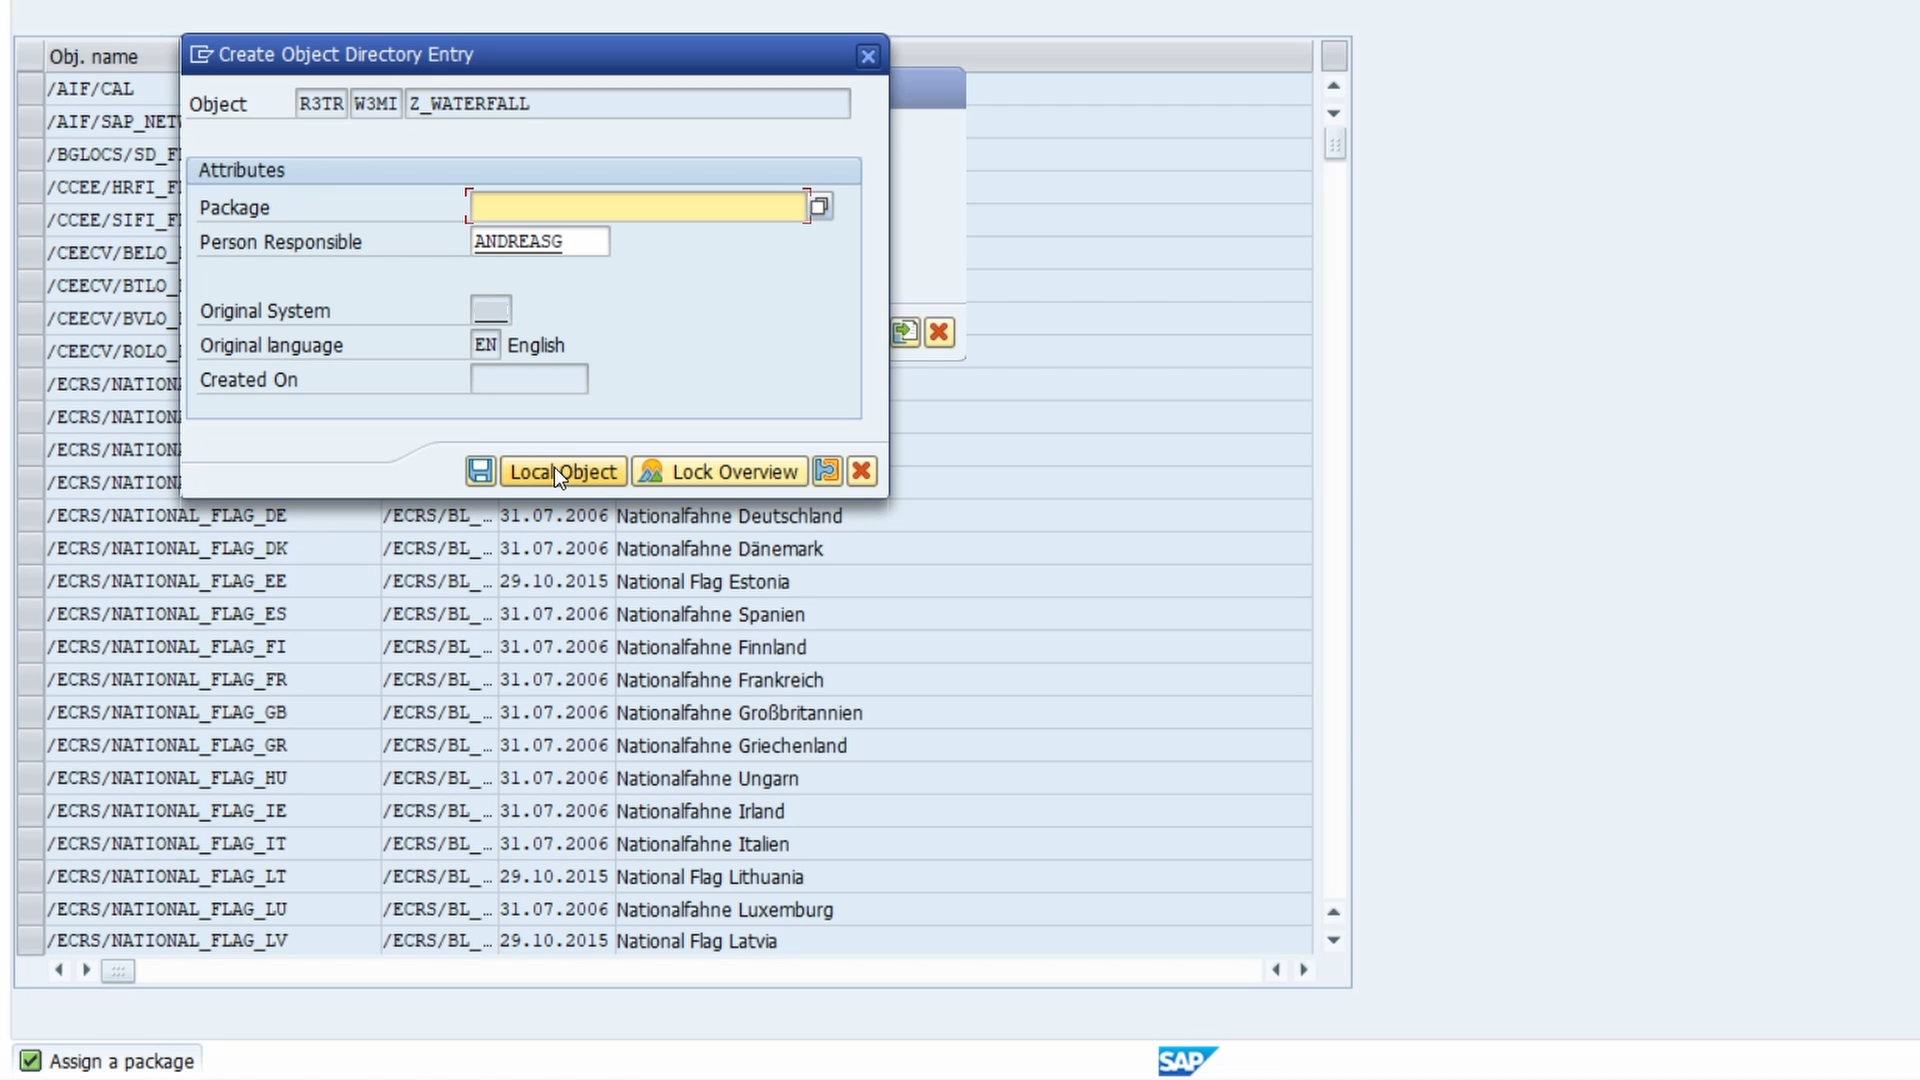 Obj. name
/AIF/CAL
/AIF/SAP_NET
/BGLOCS/SD_F
/CCEE/HRFI_F
/CCEE/SIFI_F
/CEECV/BELO_
/CEECV/BTLO_
/CEECV/BVLO_
/CEECV/ROLO_
/ECRS/NATION
/ECRS/NATION
/ECRS/NATION
/ECRS/NATION
Create Object Directory Entry
Object R3TR W3MI Z_WATERFALL
Attributes
Package
Person Responsible ANDREASG
Original System
Original language EN English
Created On
Local Object Lock Overview
/ECRS/NATIONAL_FLAG_DE /ECRS/BL_… 31.07.2006 Nationalfahne Deutschland
/ECRS/NATIONAL_FLAG_DK /ECRS/BL_… 31.07.2006 Nationalfahne Dänemark
/ECRS/NATIONAL_FLAG_EE /ECRS/BL_… 29.10.2015 National Flag Estonia
/ECRS/NATIONAL_FLAG_ES /ECRS/BL_… 31.07.2006 Nationalfahne Spanien
/ECRS/NATIONAL_FLAG_FI /ECRS/BL_… 31.07.2006 Nationalfahne Finnland
/ECRS/NATIONAL_FLAG_FR /ECRS/BL_… 31.07.2006 Nationalfahne Frankreich
/ECRS/NATIONAL_FLAG_GB /ECRS/BL_… 31.07.2006 Nationalfahne Großbritannien
/ECRS/NATIONAL_FLAG_GR /ECRS/BL_… 31.07.2006 Nationalfahne Griechenland
/ECRS/NATIONAL_FLAG_HU /ECRS/BL_… 31.07.2006 Nationalfahne Ungarn
/ECRS/NATIONAL_FLAG_IE /ECRS/BL_… 31.07.2006 Nationalfahne Irland
/ECRS/NATIONAL_FLAG_IT /ECRS/BL_… 31.07.2006 Nationalfahne Italien
/ECRS/NATIONAL_FLAG_LT /ECRS/BL_… 29.10.2015 National Flag Lithuania
/ECRS/NATIONAL_FLAG_LU /ECRS/BL_… 31.07.2006 Nationalfahne Luxemburg
/ECRS/NATIONAL_FLAG_LV /ECRS/BL_… 29.10.2015 National Flag Latvia
Assign a package
SAP